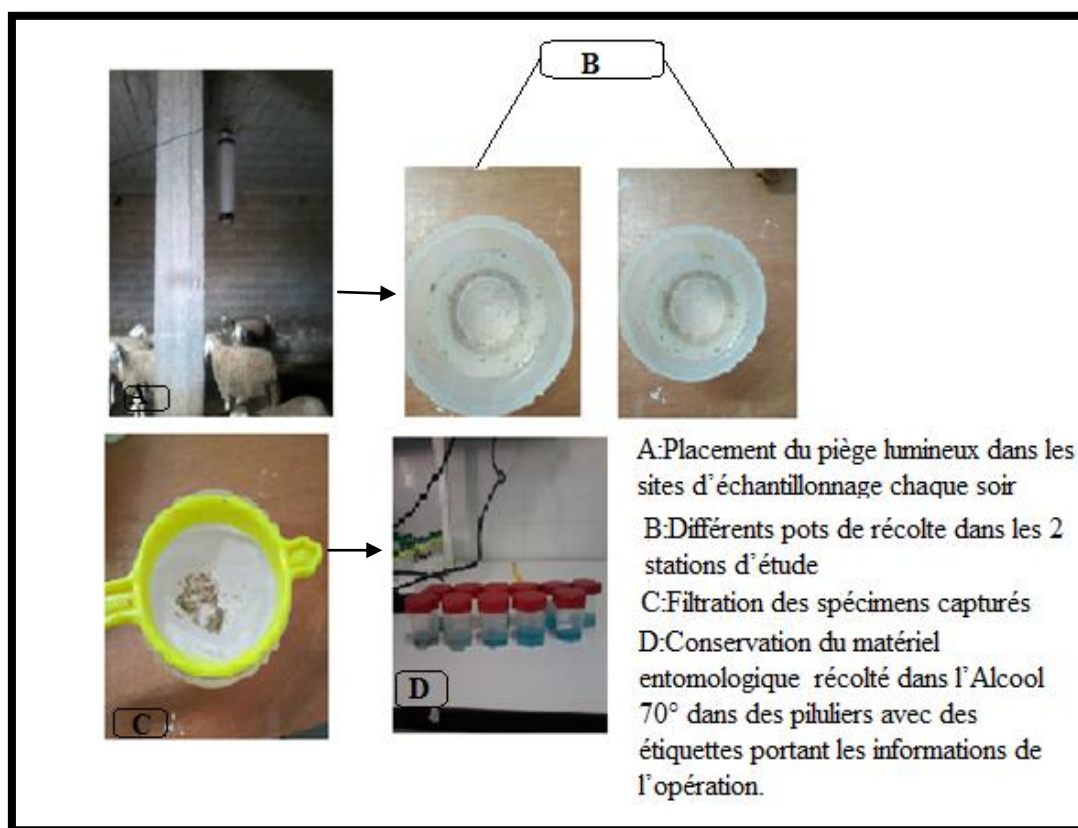 B
A
A:Placement du piège lumineux dans les
sites d’échantillonnage chaque soir
B:Différents pots de récolte dans les 2
stations d’étude
C:Filtration des spécimens capturés
D:Conservation du matériel
entomologique récolté dans l’Alcool
70° dans des piluliers avec des
étiquettes portant les informations de
l’opération.
C
D